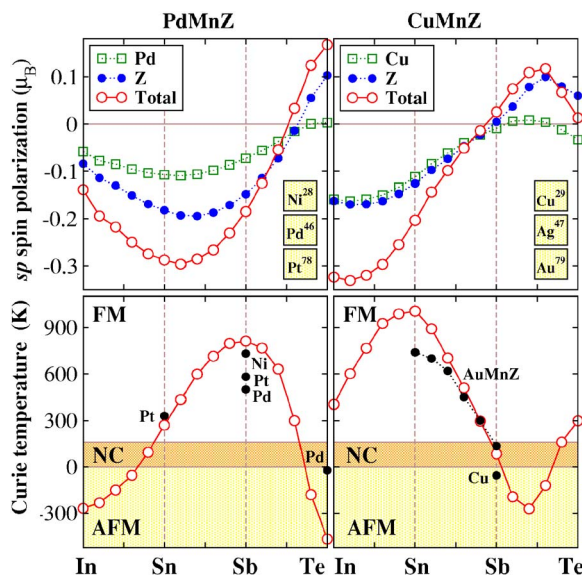 PdMnZ CuMnZ
sp spin polarization (μB)
0.1
0
-0.1
-0.2
-0.3
Pd
Z
Total
Ni28
Pd46
Pt78
Cu
Z
Total
Cu29
Ag47
Au79
Curie temperature (K)
900
600
300
0
-300
FM
NC
AFM
Pt
Ni
Pt
Pd
Pd
FM
NC
AFM
AuMnZ
Cu
In Sn Sb Te In Sn Sb Te